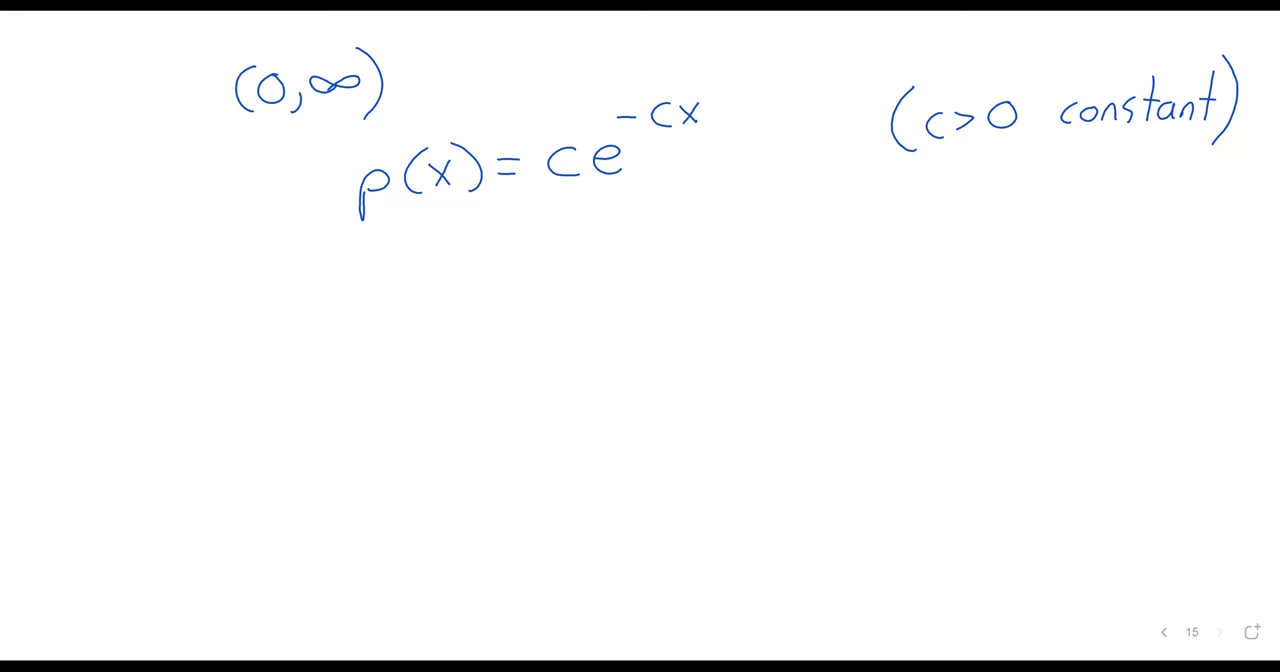 (0,∞)
(c>0 constant)
p(x) = ce^{-cx}
15